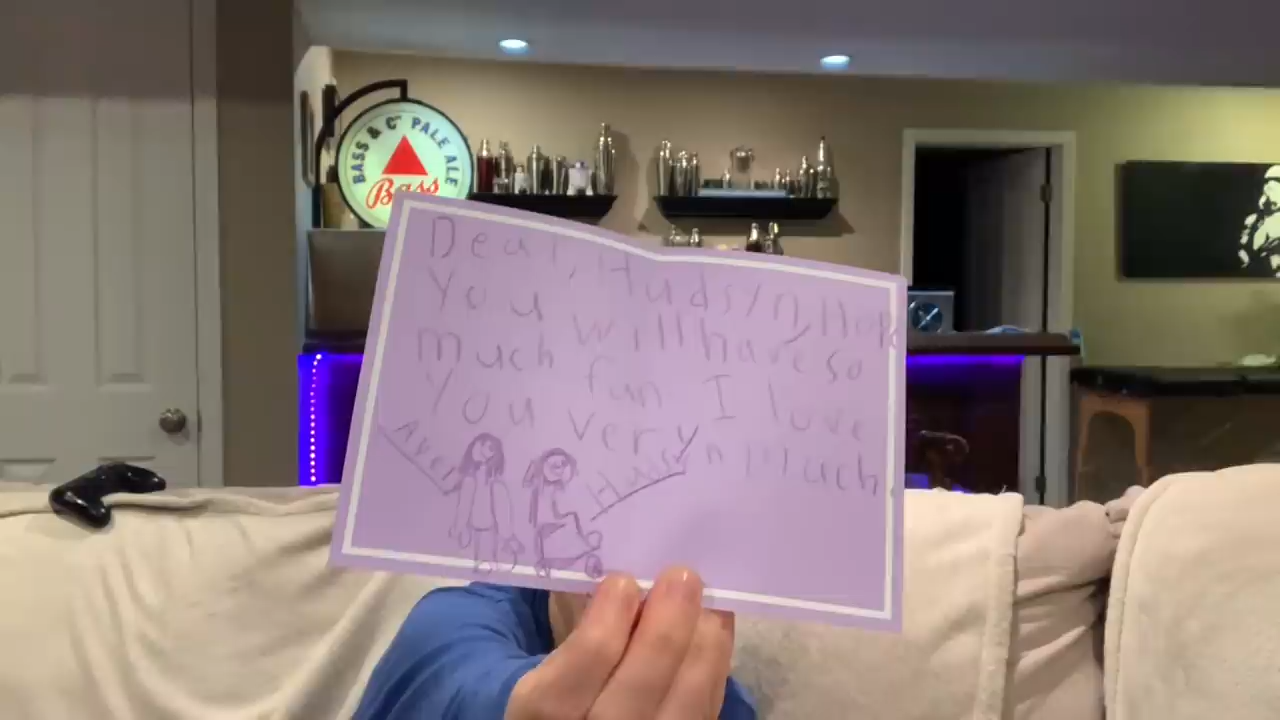 BASS & Co PALE ALE
Bass
Dear, Hudsyn, Hope
You will have so
much fun I love
You very much
Avery
Hudsyn